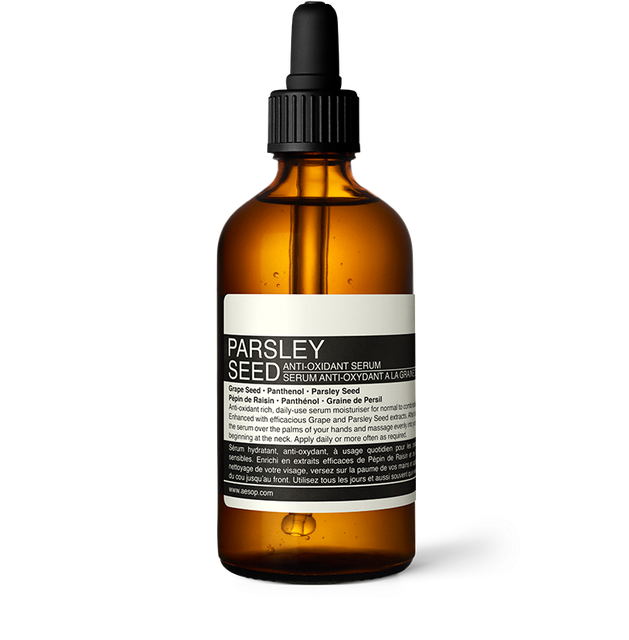 PARSLEY
SEED ANTI-OXIDANT SERUM
SERUM ANTI-OXYDANT A LA GRAINE
Grape Seed • Panthenol • Parsley Seed
Pépin de Raisin • Panthénol • Graine de Persil
Anti-oxidant rich, daily-use serum moisturiser for normal to
Enhanced with efficacious Grape and Parsley Seed extracts.
the serum over the palms of your hands and massage evenly
beginning at the neck. Apply daily or more often as required.
Sérum hydratant, anti-oxydant, à usage quotidien pour les
sensibles. Enrichi en extraits efficaces de Pépin de Raisin et
nettoyage de votre visage, versez sur la paume de vos mains
du cou jusqu'au front. Utilisez tous les jours et aussi souvent
www.aesop.com